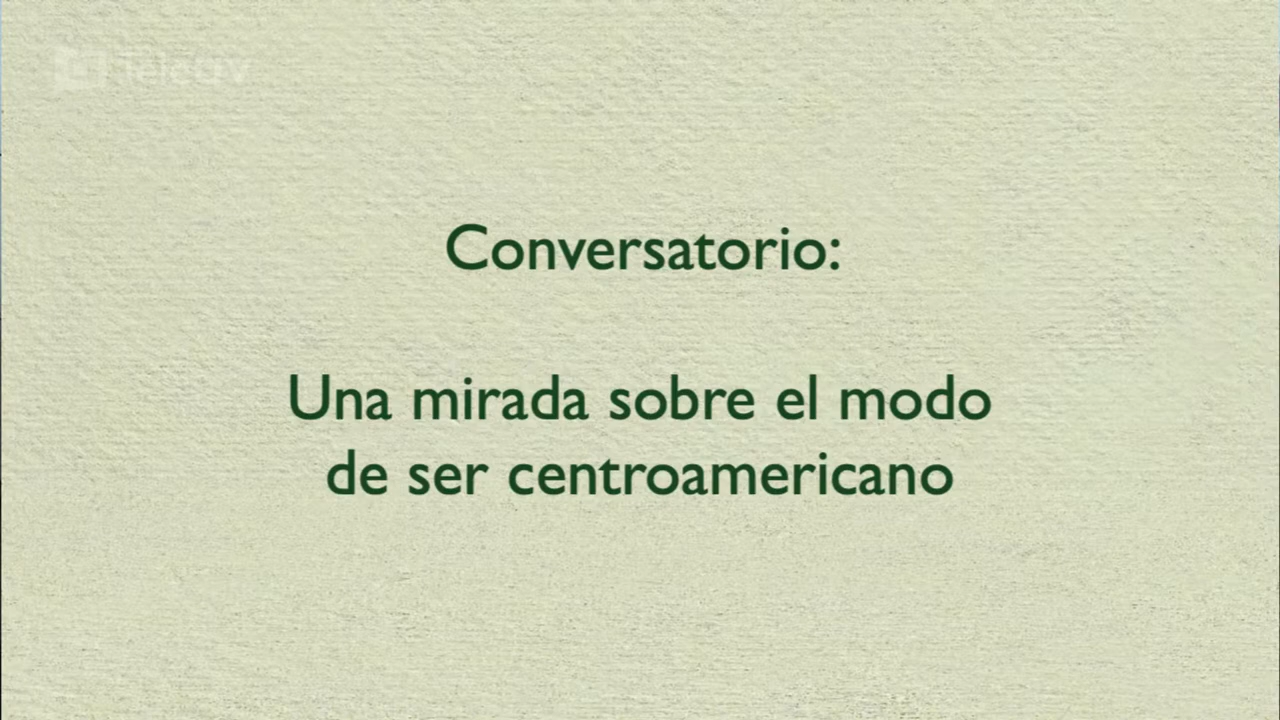 Conversatorio:
Una mirada sobre el modo
de ser centroamericano